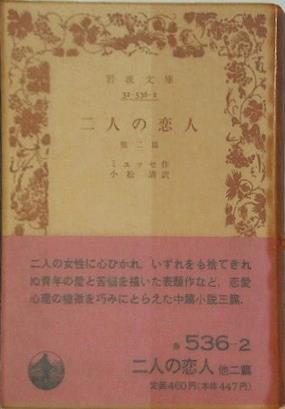 岩波文庫
32-536-2
二人の恋人
他二篇
ミュッセ作
小松清訳
二人の女性に心ひかれ、いずれをも捨てきれ
ぬ青年の愛と苦悩を描いた表題作など、恋愛
心理の機微を巧みにとらえた中篇小説三篇。
赤 536-2
二人の恋人 他二篇
定価460円(本体447円)